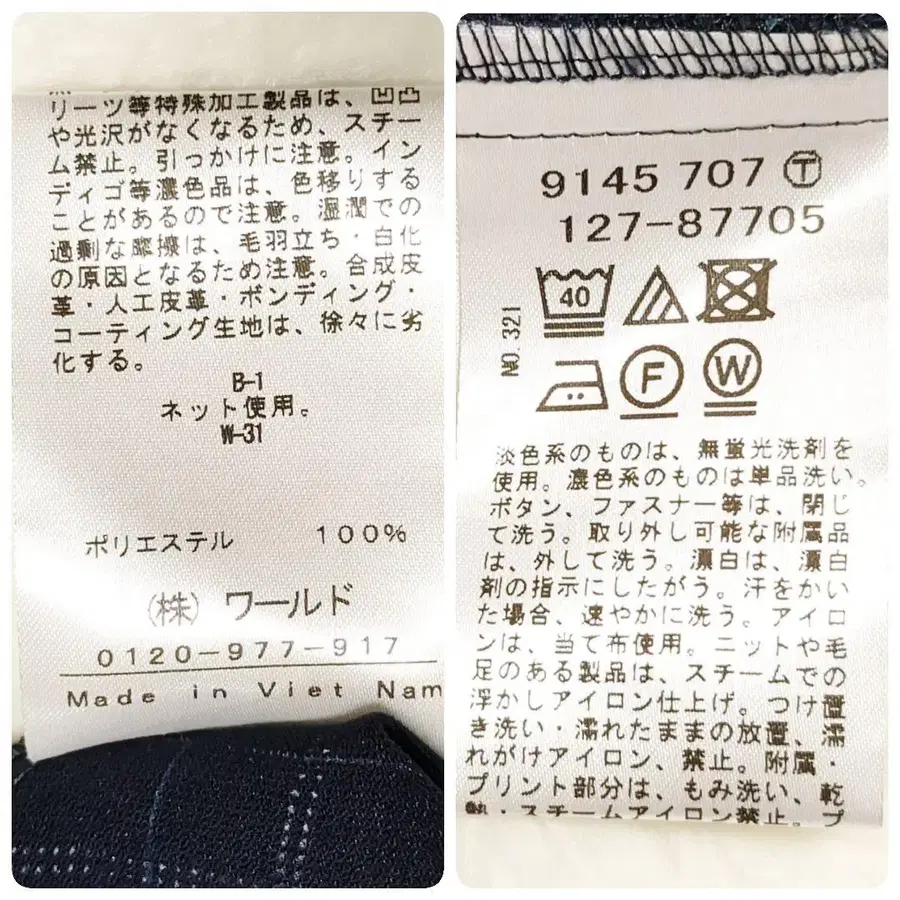 リーツ等特殊加工製品は、凹凸
や光沢がなくなるため、スチー
ム禁止。引っかけに注意。イン
ディゴ等濃色品は、色移りする
ことがあるので注意。湿潤での
過剰な摩擦は、毛羽立ち・白化
の原因となるため注意。合成皮
革・人工皮革・ボンディング・
コーティング生地は、徐々に劣
化する。
B-1
ネット使用。
W-31
ポリエステル 100%
(株)ワールド
0120-977-917
Made in Viet Nam
9145 707 Ⓣ
127-87705
NO.321
40
F
W
淡色系のものは、無蛍光洗剤を
使用。濃色系のものは単品洗い。
ボタン、ファスナー等は、閉じ
て洗う。取り外し可能な附属品
は、外して洗う。漂白は、漂白
剤の指示にしたがう。汗をかい
た場合、速やかに洗う。アイロ
ンは、当て布使用。ニットや毛
足のある製品は、スチームでの
浮かしアイロン仕上げ。つけ置
き洗い・濡れたままの放置、濡
れがけアイロン、禁止。附属・
プリント部分は、もみ洗い、乾
熱・スチームアイロン禁止。プ